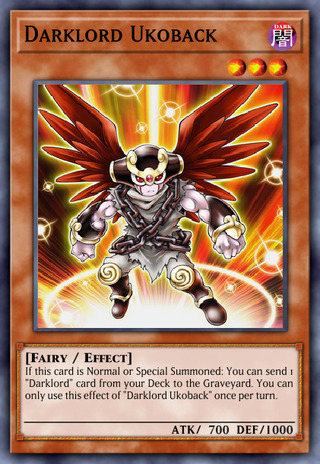 Darklord Ukoback
DARK
闇
[Fairy / Effect]
If this card is Normal or Special Summoned: You can send 1
"Darklord" card from your Deck to the Graveyard. You can
only use this effect of "Darklord Ukoback" once per turn.
ATK/ 700 DEF/1000